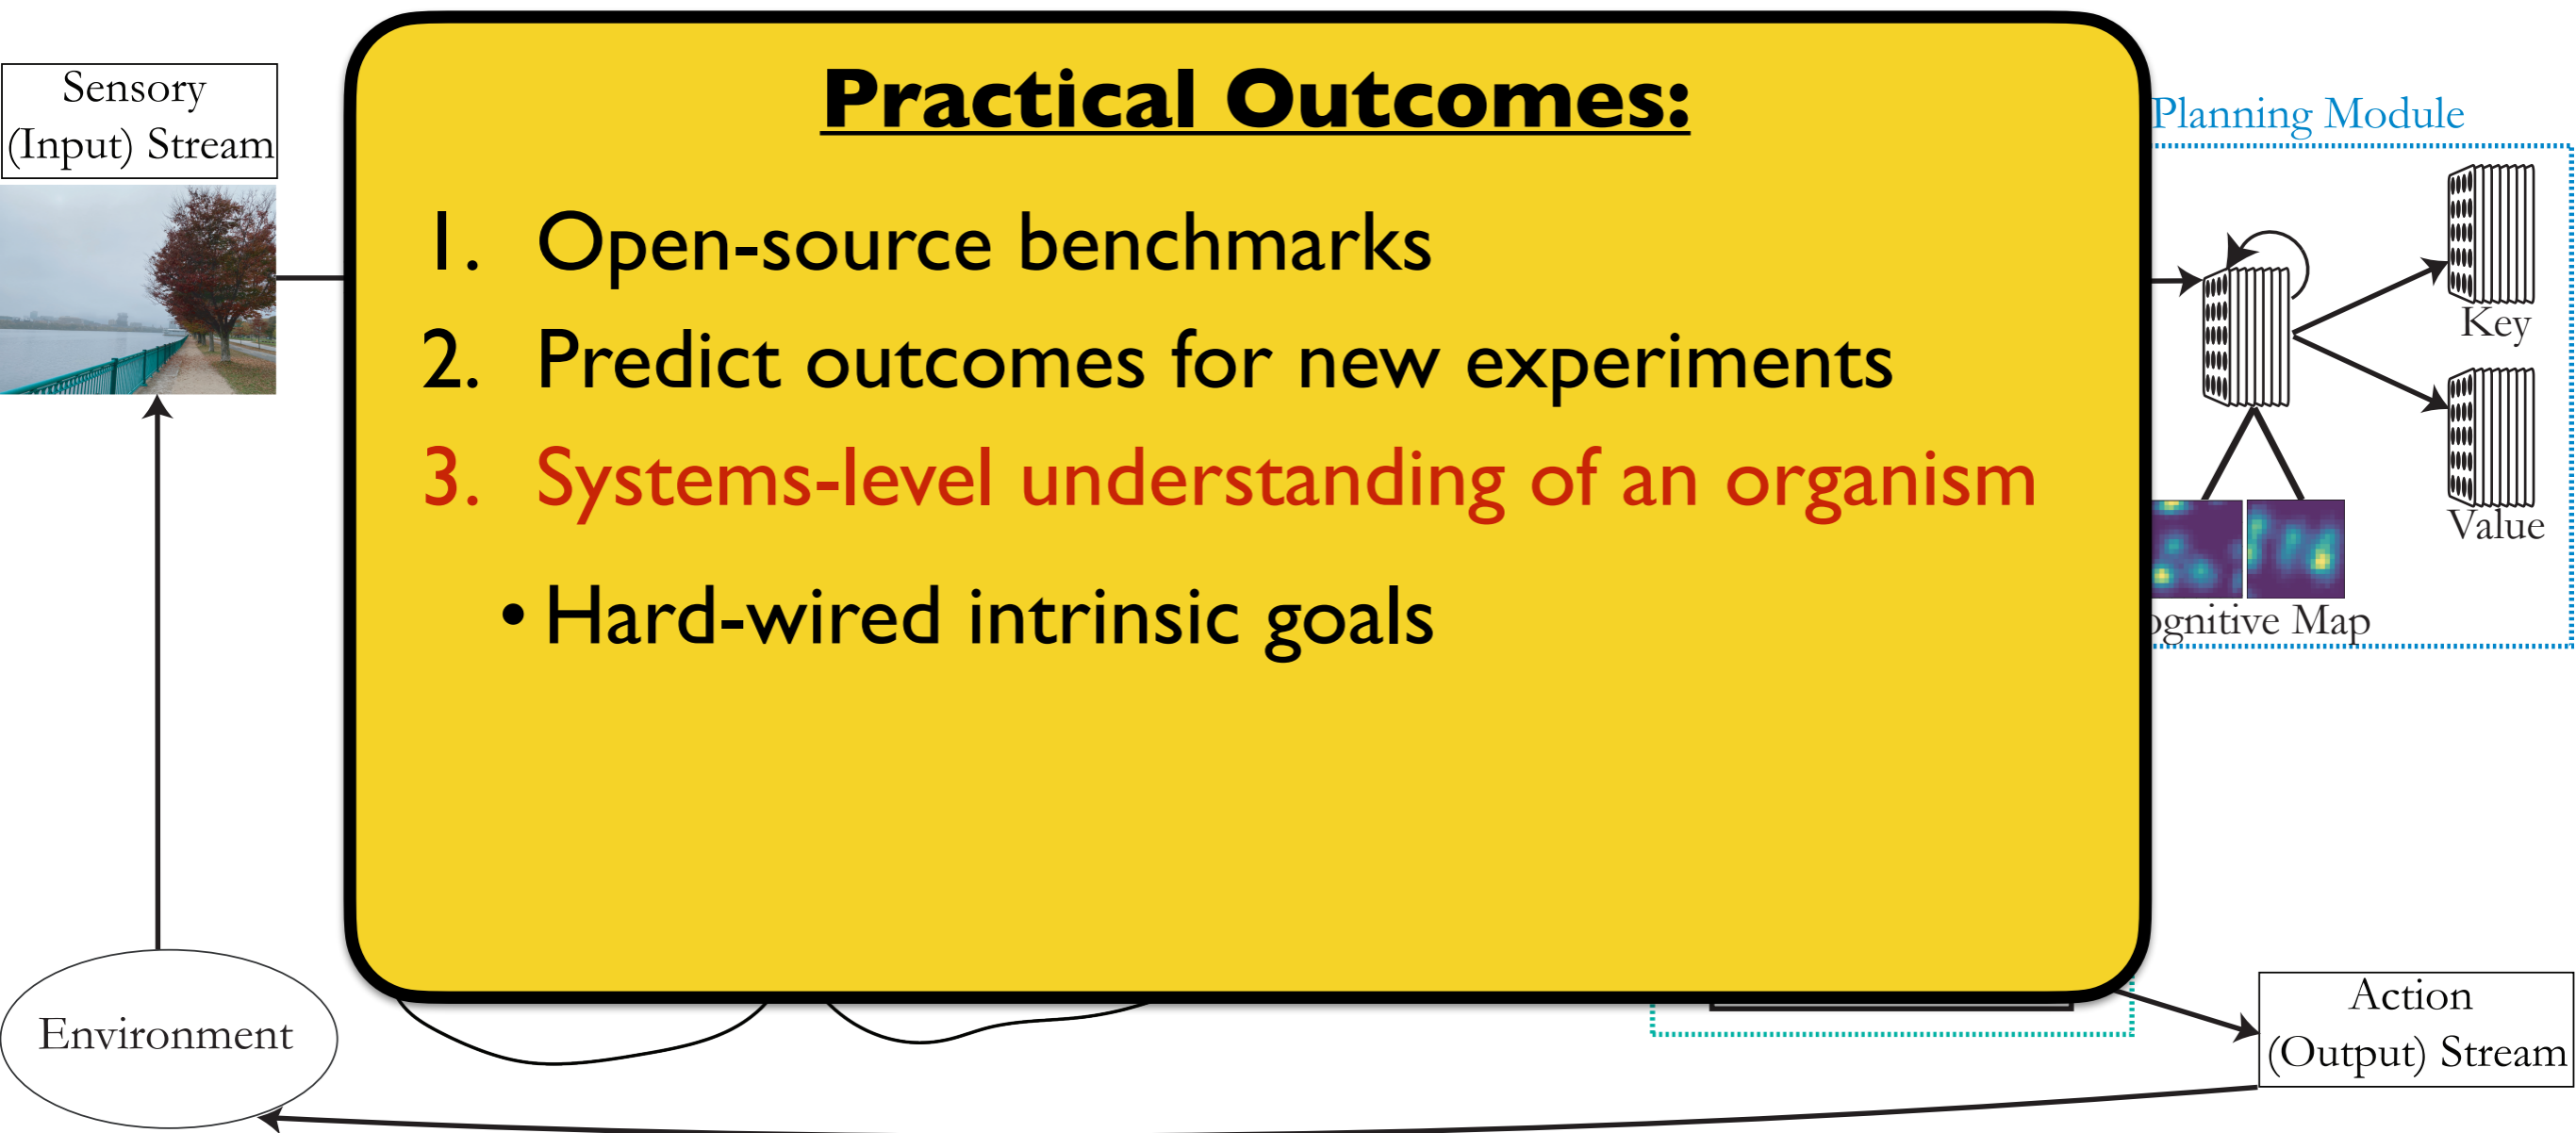 Sensory
(Input) Stream
Practical Outcomes:
1. Open-source benchmarks
2. Predict outcomes for new experiments
3. Systems-level understanding of an organism
• Hard-wired intrinsic goals
Planning Module
Key
Value
ognitive Map
Environment
Action
(Output) Stream